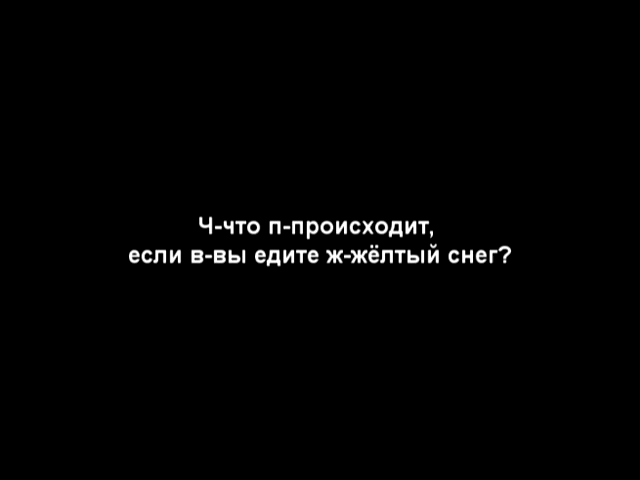 Ч-что п-происходит,
если в-вы едите ж-жёлтый снег?